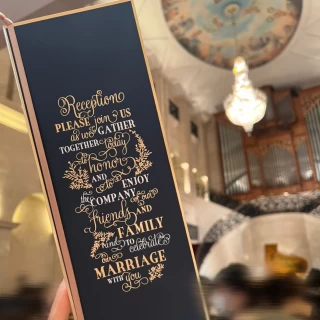 Reception
PLEASE join US
as we GATHER
TOGETHER today
to honor
AND to ENJOY
the COMPANY of our
friends AND
FAMILY
and TO celebrate
MARRIAGE
WITH you